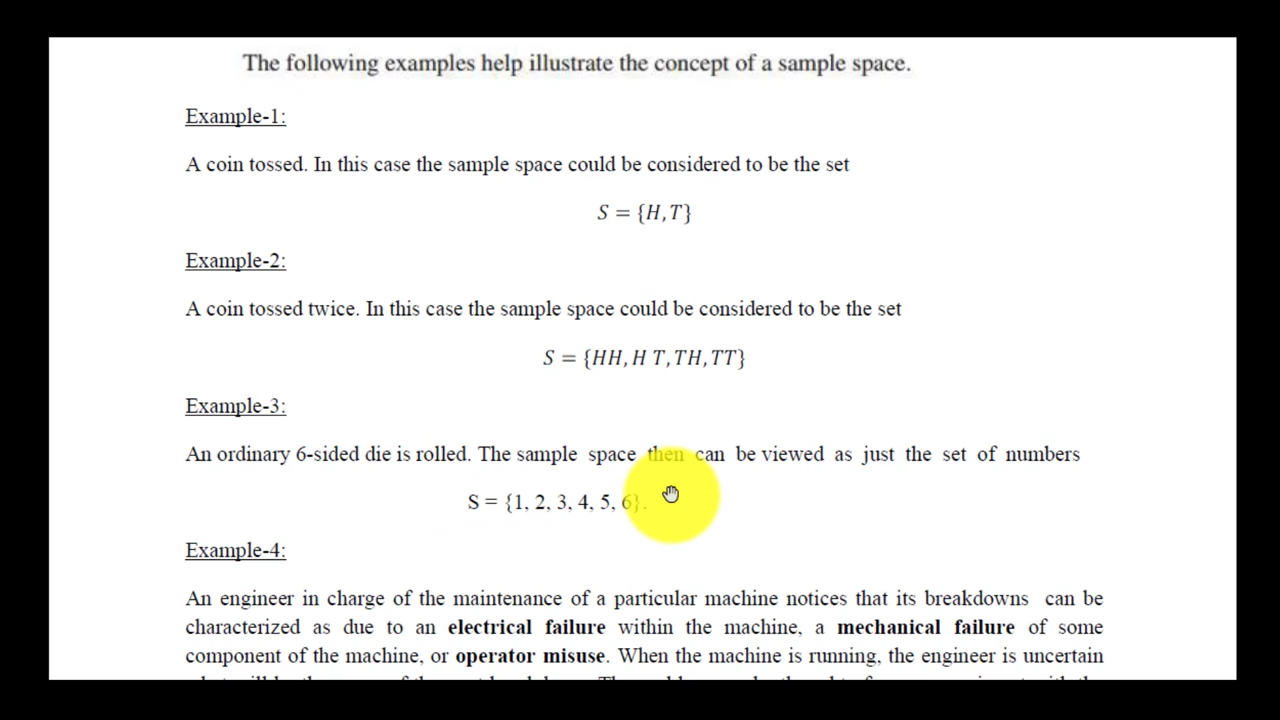 The following examples help illustrate the concept of a sample space.
Example-1:
A coin tossed. In this case the sample space could be considered to be the set
S = {H,T}
Example-2:
A coin tossed twice. In this case the sample space could be considered to be the set
S = {HH,H T,TH,TT}
Example-3:
An ordinary 6-sided die is rolled. The sample space then can be viewed as just the set of numbers
S = {1, 2, 3, 4, 5, 6}.
Example-4:
An engineer in charge of the maintenance of a particular machine notices that its breakdowns can be
characterized as due to an electrical failure within the machine, a mechanical failure of some
component of the machine, or operator misuse. When the machine is running, the engineer is uncertain